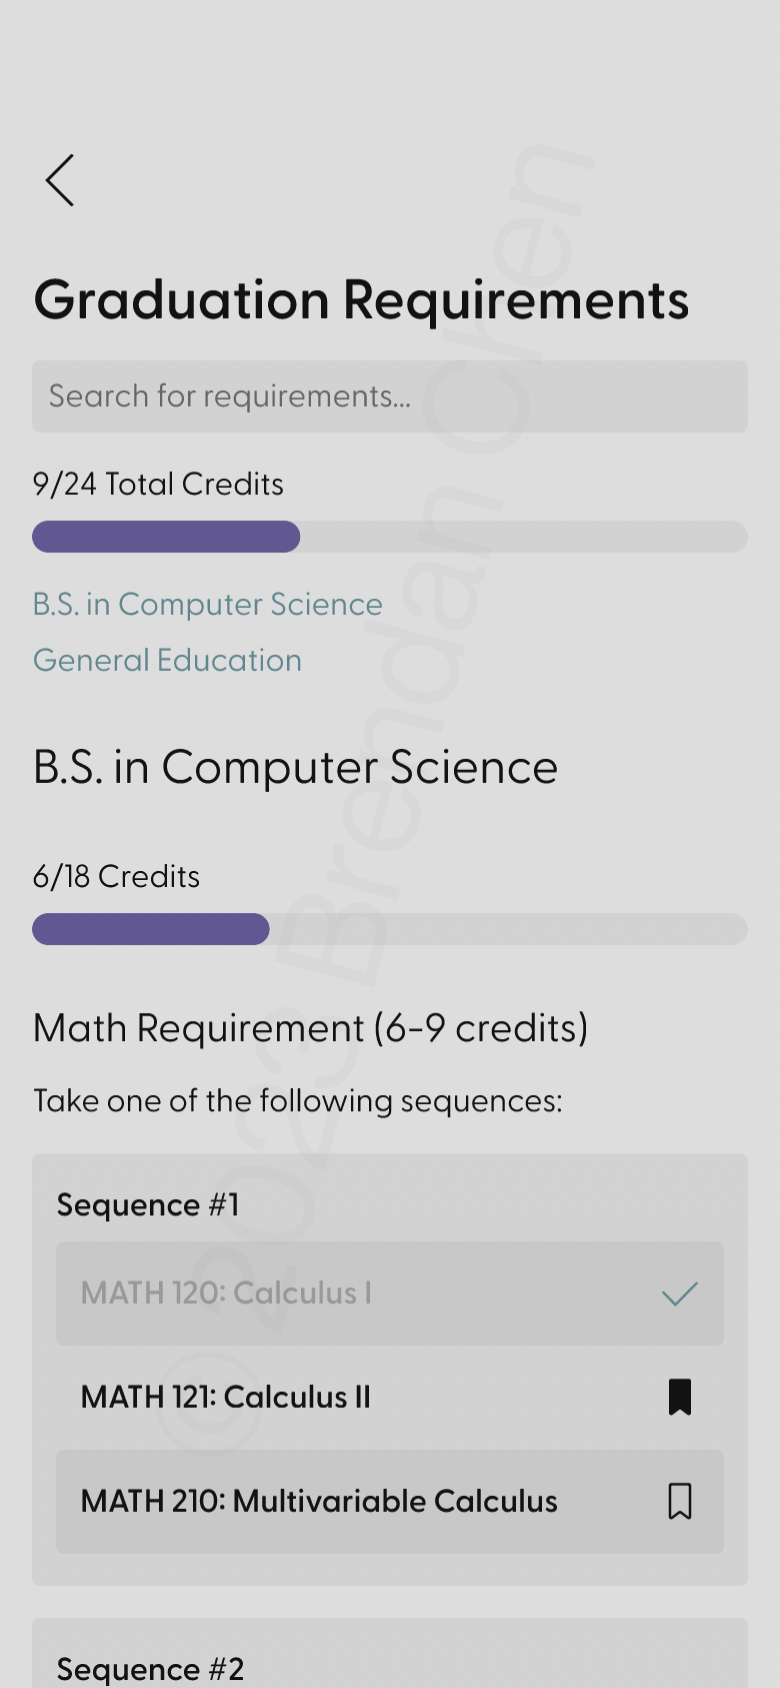 Graduation Requirements
Search for requirements...
9/24 Total Credits
B.S. in Computer Science
General Education
B.S. in Computer Science
6/18 Credits
Math Requirement (6-9 credits)
Take one of the following sequences:
Sequence #1
MATH 120: Calculus I
MATH 121: Calculus II
MATH 210: Multivariable Calculus
Sequence #2
© 2023 Brendan Chen